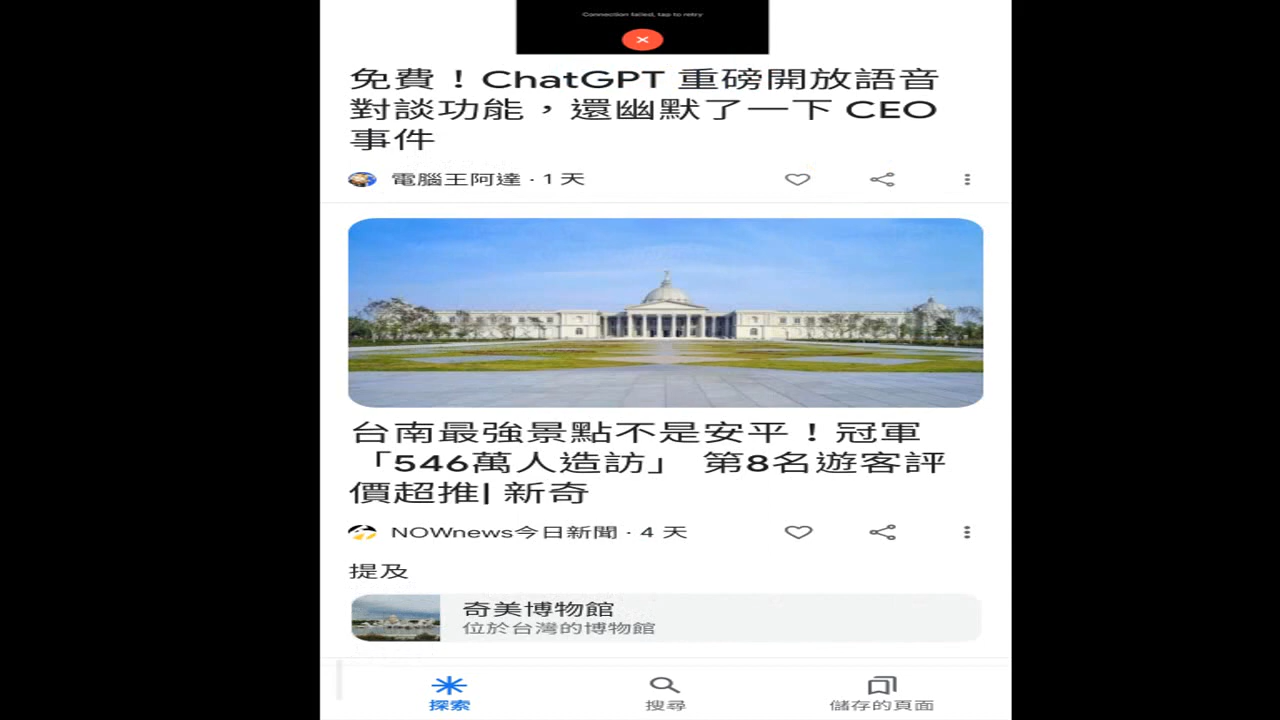 Connection failed, tap to retry
免費！ChatGPT 重磅開放語音
對談功能，還幽默了一下 CEO
事件
電腦王阿達 · 1 天
台南最強景點不是安平！冠軍
「546萬人造訪」 第8名遊客評
價超推| 新奇
NOWnews今日新聞 · 4 天
提及
奇美博物館
位於台灣的博物館
探索
搜尋
儲存的頁面